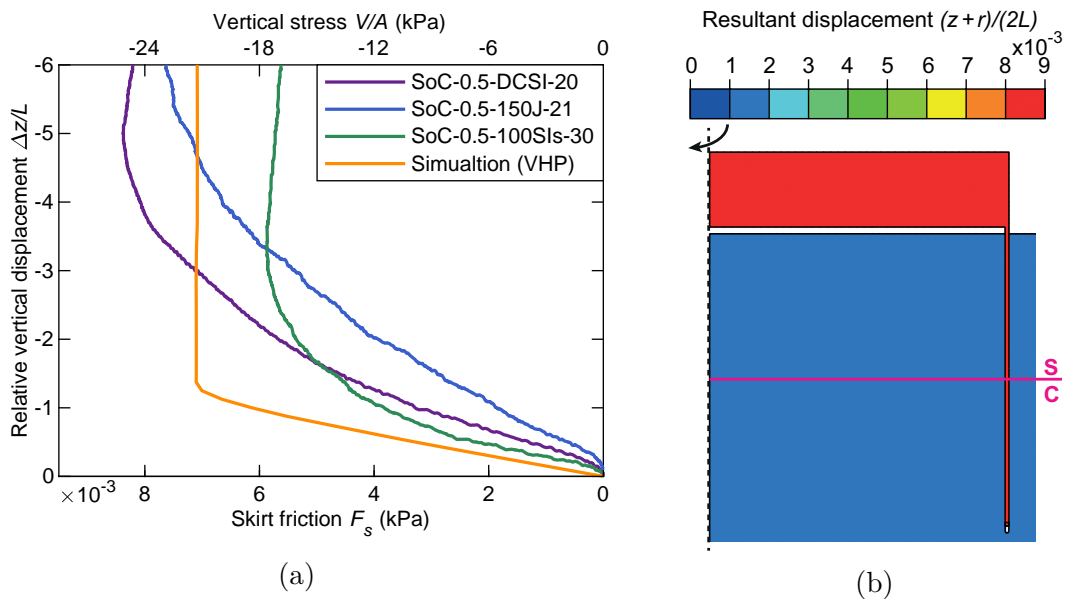 Vertical stress V/A (kPa)
-24 -18 -12 -6 0
-6
-5
-4
-3
-2
-1
0
Relative vertical displacement Δz/L
SoC-0.5-DCSI-20
SoC-0.5-150J-21
SoC-0.5-100SIs-30
Simualtion (VHP)
×10⁻³ 8 6 4 2 0
Skirt friction Fₛ (kPa)
(a)
Resultant displacement (z+r)/(2L)
×10⁻³
0 1 2 3 4 5 6 7 8 9
S
C
(b)